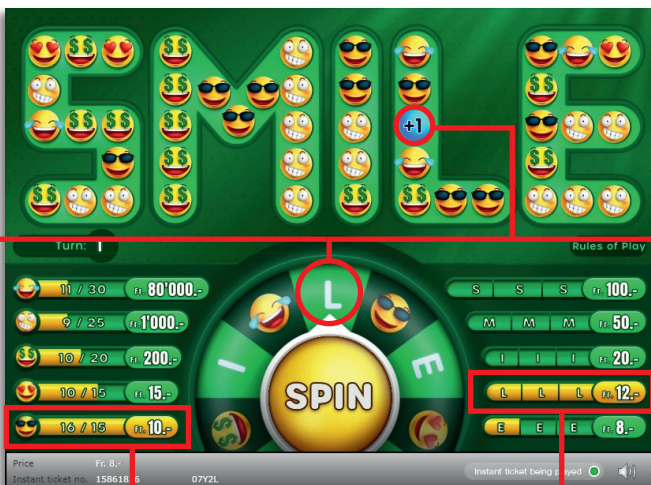 SMILE
+1
Turn: 1
Rules of Play
11 / 30 Fr. 80'000.-
9 / 25 Fr. 1'000.-
10 / 20 Fr. 200.-
10 / 15 Fr. 15.-
16 / 15 Fr. 10.-
I
L
E
SPIN
S S S Fr. 100.-
M M M Fr. 50.-
I I I Fr. 20.-
L L L Fr. 12.-
E E E Fr. 8.-
Price Fr. 8.-
Instant ticket no. 07Y2L
Instant ticket being played